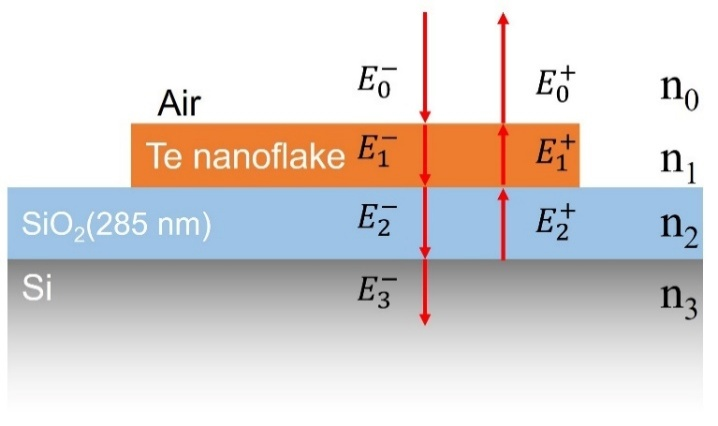 Air E₀⁻ E₀⁺ n₀
Te nanoflake E₁⁻ E₁⁺ n₁
SiO₂(285 nm) E₂⁻ E₂⁺ n₂
Si E₃⁻ n₃